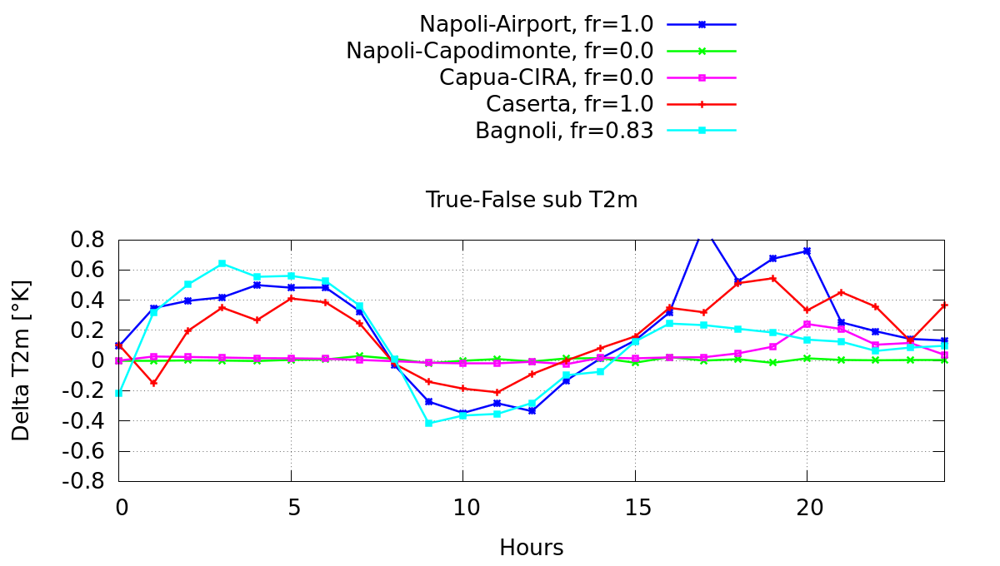 Napoli-Airport, fr=1.0
Napoli-Capodimonte, fr=0.0
Capua-CIRA, fr=0.0
Caserta, fr=1.0
Bagnoli, fr=0.83
True-False sub T2m
Delta T2m [°K]
0.8
0.6
0.4
0.2
0
-0.2
-0.4
-0.6
-0.8
0 5 10 15 20
Hours